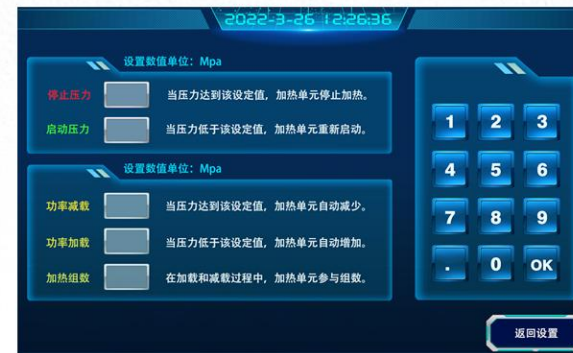 2022-3-26 12:26:36
设置数值单位：Mpa
停止压力 当压力达到该设定值，加热单元停止加热。
启动压力 当压力低于该设定值，加热单元重新启动。
设置数值单位：Mpa
功率减载 当压力达到该设定值，加热单元自动减少。
功率加载 当压力低于该设定值，加热单元自动增加。
加热组数 在加载和减载过程中，加热单元参与组数。
1 2 3
4 5 6
7 8 9
. 0 OK
返回设置